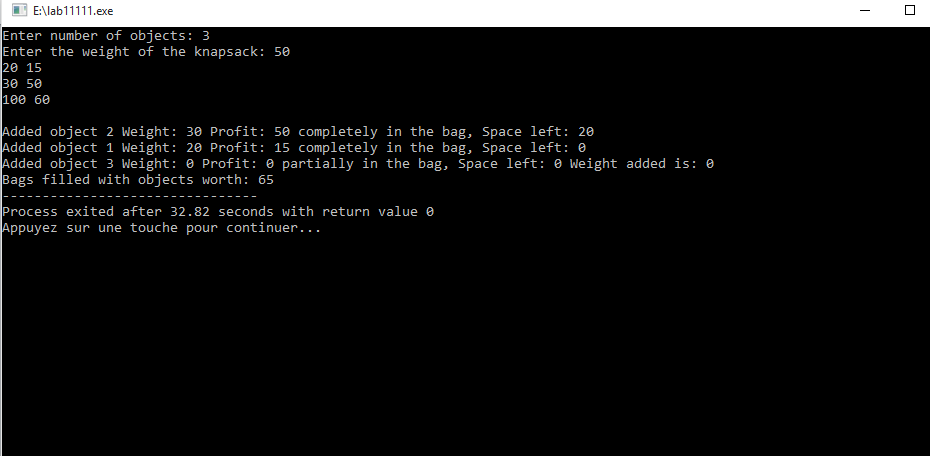 E:\lab11111.exe
Enter number of objects: 3
Enter the weight of the knapsack: 50
20 15
30 50
100 60
Added object 2 Weight: 30 Profit: 50 completely in the bag, Space left: 20
Added object 1 Weight: 20 Profit: 15 completely in the bag, Space left: 0
Added object 3 Weight: 0 Profit: 0 partially in the bag, Space left: 0 Weight added is: 0
Bags filled with objects worth: 65
--------------------------------
Process exited after 32.82 seconds with return value 0
Appuyez sur une touche pour continuer...